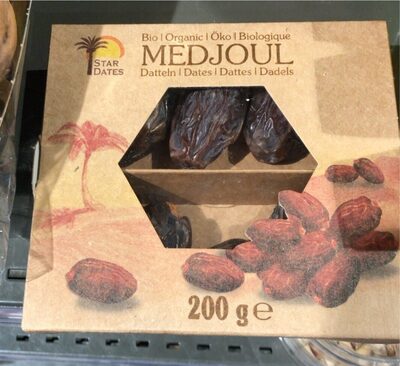 STAR
DATES
Bio | Organic | Öko | Biologique
MEDJOUL
Datteln | Dates | Dattes | Dadels
200 g ℮